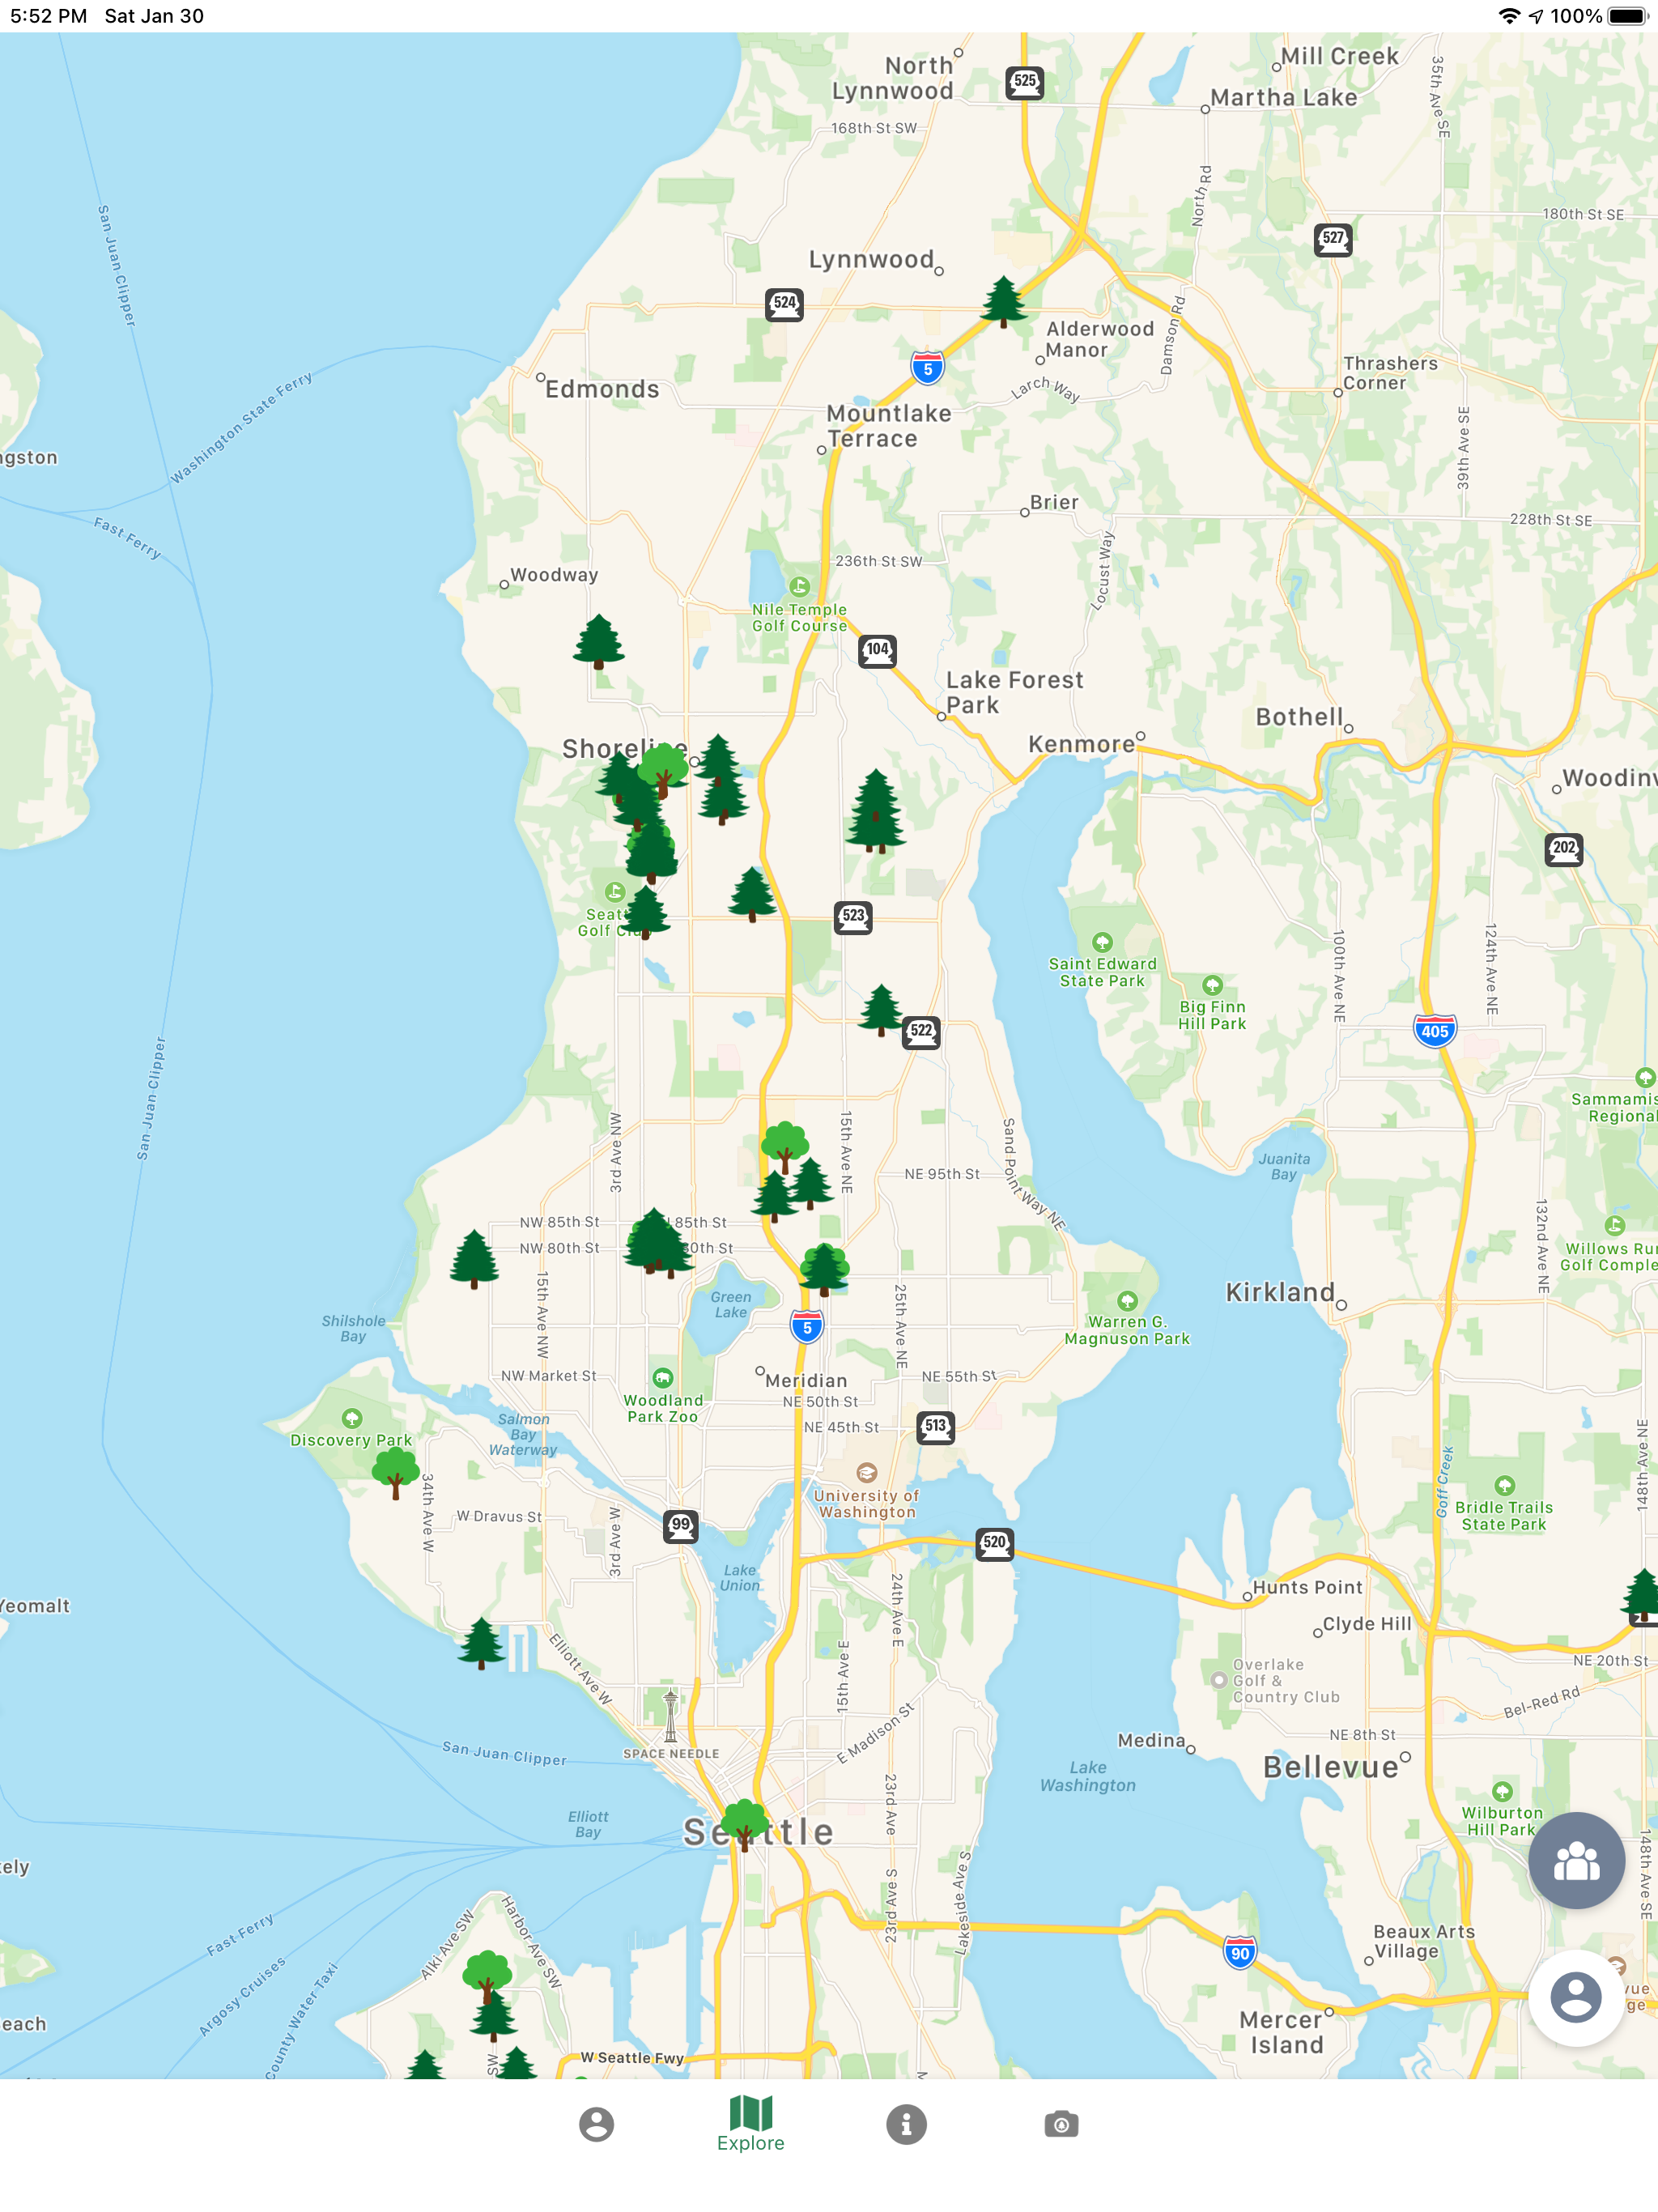 5:52 PM Sat Jan 30
100%
North
Lynnwood
525
Mill Creek
Martha Lake
35th Ave SE
168th St SW
North Rd
180th St SE
527
San Juan Clipper
Lynnwood
524
Alderwood
Manor
Damson Rd
5
Thrashers
Corner
Edmonds
Larch Way
Washington State Ferry
Mountlake
Terrace
39th Ave SE
ngston
Brier
Fast Ferry
228th St SE
236th St SW
Locust Way
Woodway
Nile Temple
Golf Course
104
Lake Forest
Park
Bothell
Kenmore
Shoreline
Woodinv
202
Golf Clu
523
124th Ave NE
100th Ave NE
Saint Edward
State Park
Big Finn
Hill Park
522
405
San Juan Clipper
Sammamis
Regional
3rd Ave NW
15th Ave NE
Sand Point Way NE
NE 95th St
Juanita
Bay
132nd Ave NE
NW 85th St
85th St
NW 80th St
0th St
Willows Ru
Golf Comple
15th Ave NW
Green
Lake
25th Ave NE
Kirkland
Shilshole
Bay
5
Warren G.
Magnuson Park
NW Market St
Meridian
NE 55th St
Woodland
Park Zoo
NE 50th St
Discovery Park
Salmon
Bay
Waterway
NE 45th St
513
148th Ave NE
Goff Creek
34th Ave W
University of
Washington
Bridle Trails
State Park
W Dravus St
3rd Ave W
99
520
Lake
Union
24th Ave E
Hunts Point
Yeomalt
Clyde Hill
Elliott Ave W
15th Ave E
NE 20th St
Overlake
Golf &
Country Club
Bel-Red Rd
E Madison St
NE 8th St
San Juan Clipper
SPACE NEEDLE
Medina
Bellevue
Lake
Washington
23rd Ave
Elliott
Bay
Seattle
Wilburton
Hill Park
148th Ave SE
kely
Lakeside Ave S
23rd Ave S
Alki Ave SW
Harbor Ave SW
Fast Ferry
Beaux Arts
Village
90
Argosy Cruises
County Water Taxi
vue
ge
each
Mercer
Island
SW
W Seattle Fwy
Explore